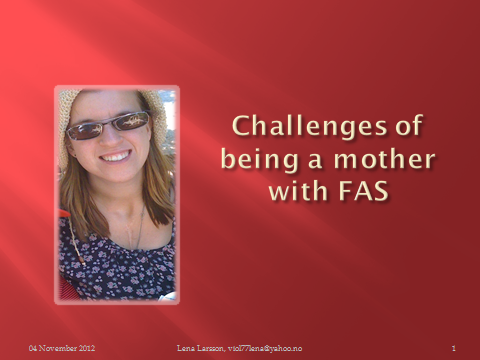 Challenges of
being a mother
with FAS
04 November 2012 Lena Larsson, viol77lena@yahoo.no 1